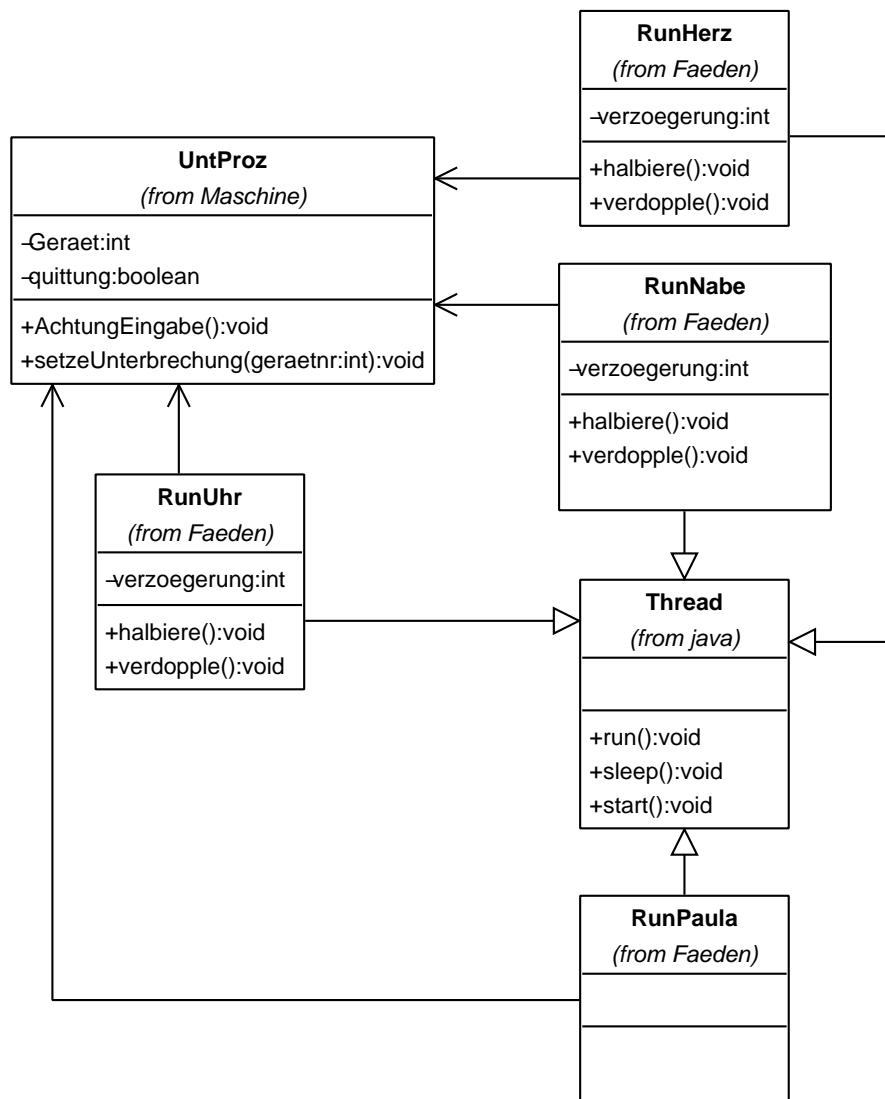 RunHerz
(from Faeden)
-verzoegerung:int
+halbiere():void
+verdopple():void
UntProz
(from Maschine)
-Geraet:int
-quittung:boolean
+AchtungEingabe():void
+setzeUnterbrechung(geraetnr:int):void
RunNabe
(from Faeden)
-verzoegerung:int
+halbiere():void
+verdopple():void
RunUhr
(from Faeden)
-verzoegerung:int
+halbiere():void
+verdopple():void
Thread
(from java)
+run():void
+sleep():void
+start():void
RunPaula
(from Faeden)